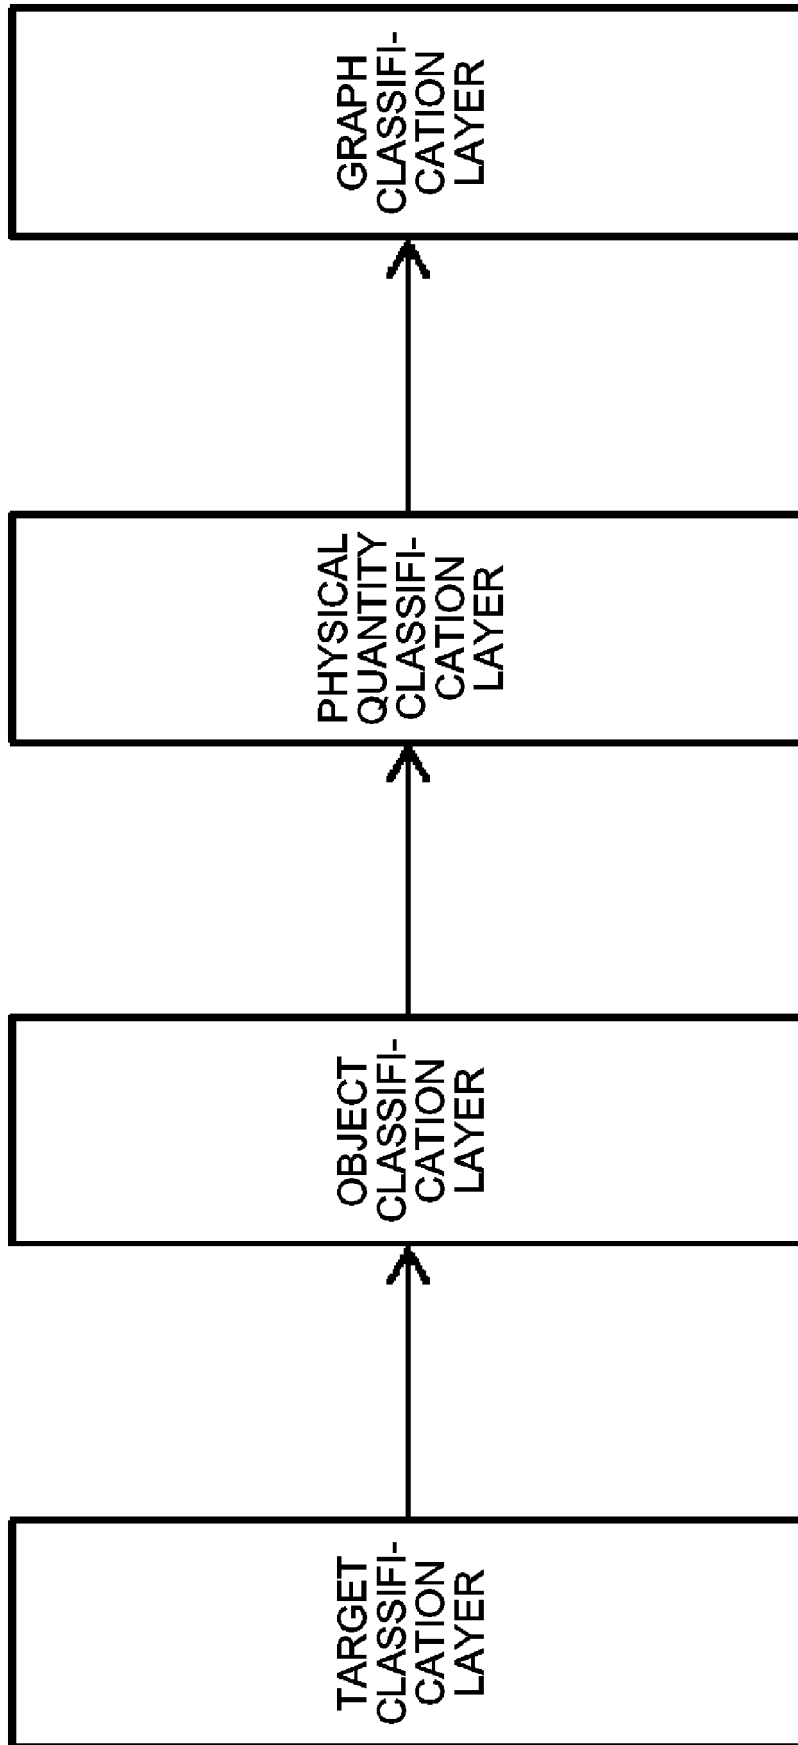 TARGET
CLASSIFI-
CATION
LAYER
OBJECT
CLASSIFI-
CATION
LAYER
PHYSICAL
QUANTITY
CLASSIFI-
CATION
LAYER
GRAPH
CLASSIFI-
CATION
LAYER